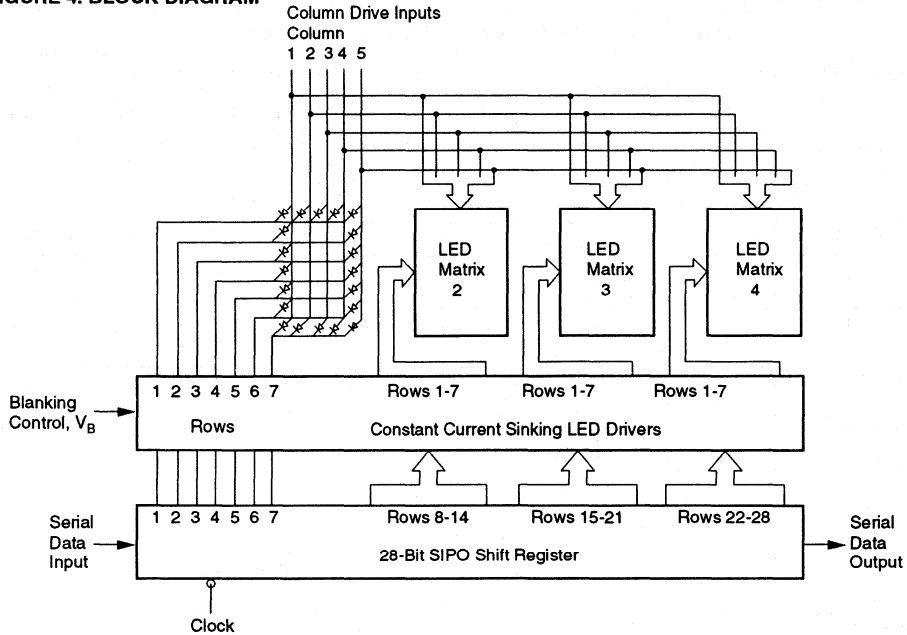 FIGURE 4. BLOCK DIAGRAM
Column Drive Inputs
Column
1 2 3 4 5
LED
Matrix
2
LED
Matrix
3
LED
Matrix
4
1 2 3 4 5 6 7
Rows 1-7
Rows 1-7
Rows 1-7
Blanking
Control, VB
Rows
Constant Current Sinking LED Drivers
1 2 3 4 5 6 7
Rows 8-14
Rows 15-21
Rows 22-28
Serial
Data
Input
28-Bit SIPO Shift Register
Serial
Data
Output
Clock